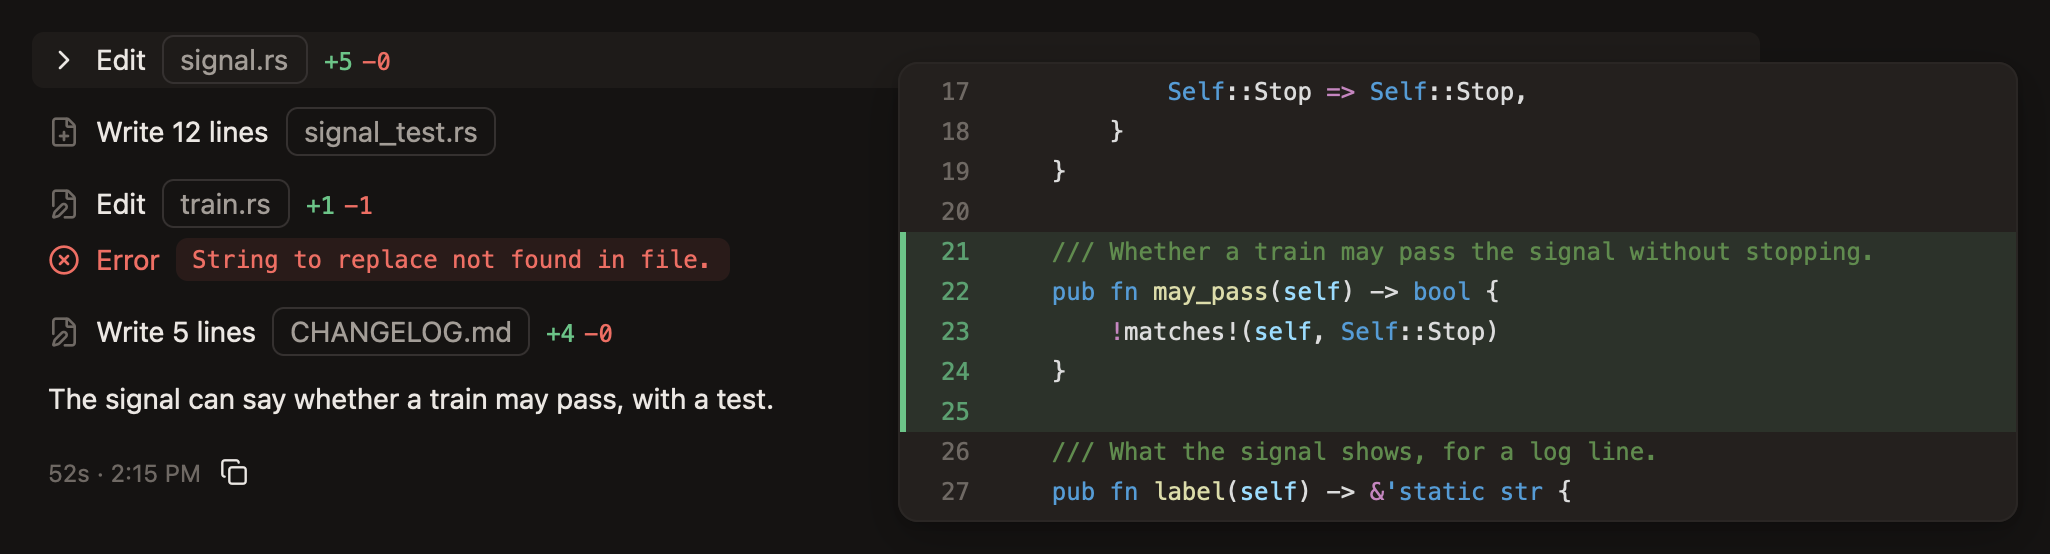 Edit signal.rs +5 −0
Write 12 lines signal_test.rs
Edit train.rs +1 −1
Error String to replace not found in file.
Write 5 lines CHANGELOG.md +4 −0
The signal can say whether a train may pass, with a test.
52s · 2:15 PM
17 Self::Stop => Self::Stop,
18 }
19 }
20
21 /// Whether a train may pass the signal without stopping.
22 pub fn may_pass(self) -> bool {
23 !matches!(self, Self::Stop)
24 }
25
26 /// What the signal shows, for a log line.
27 pub fn label(self) -> &'static str {